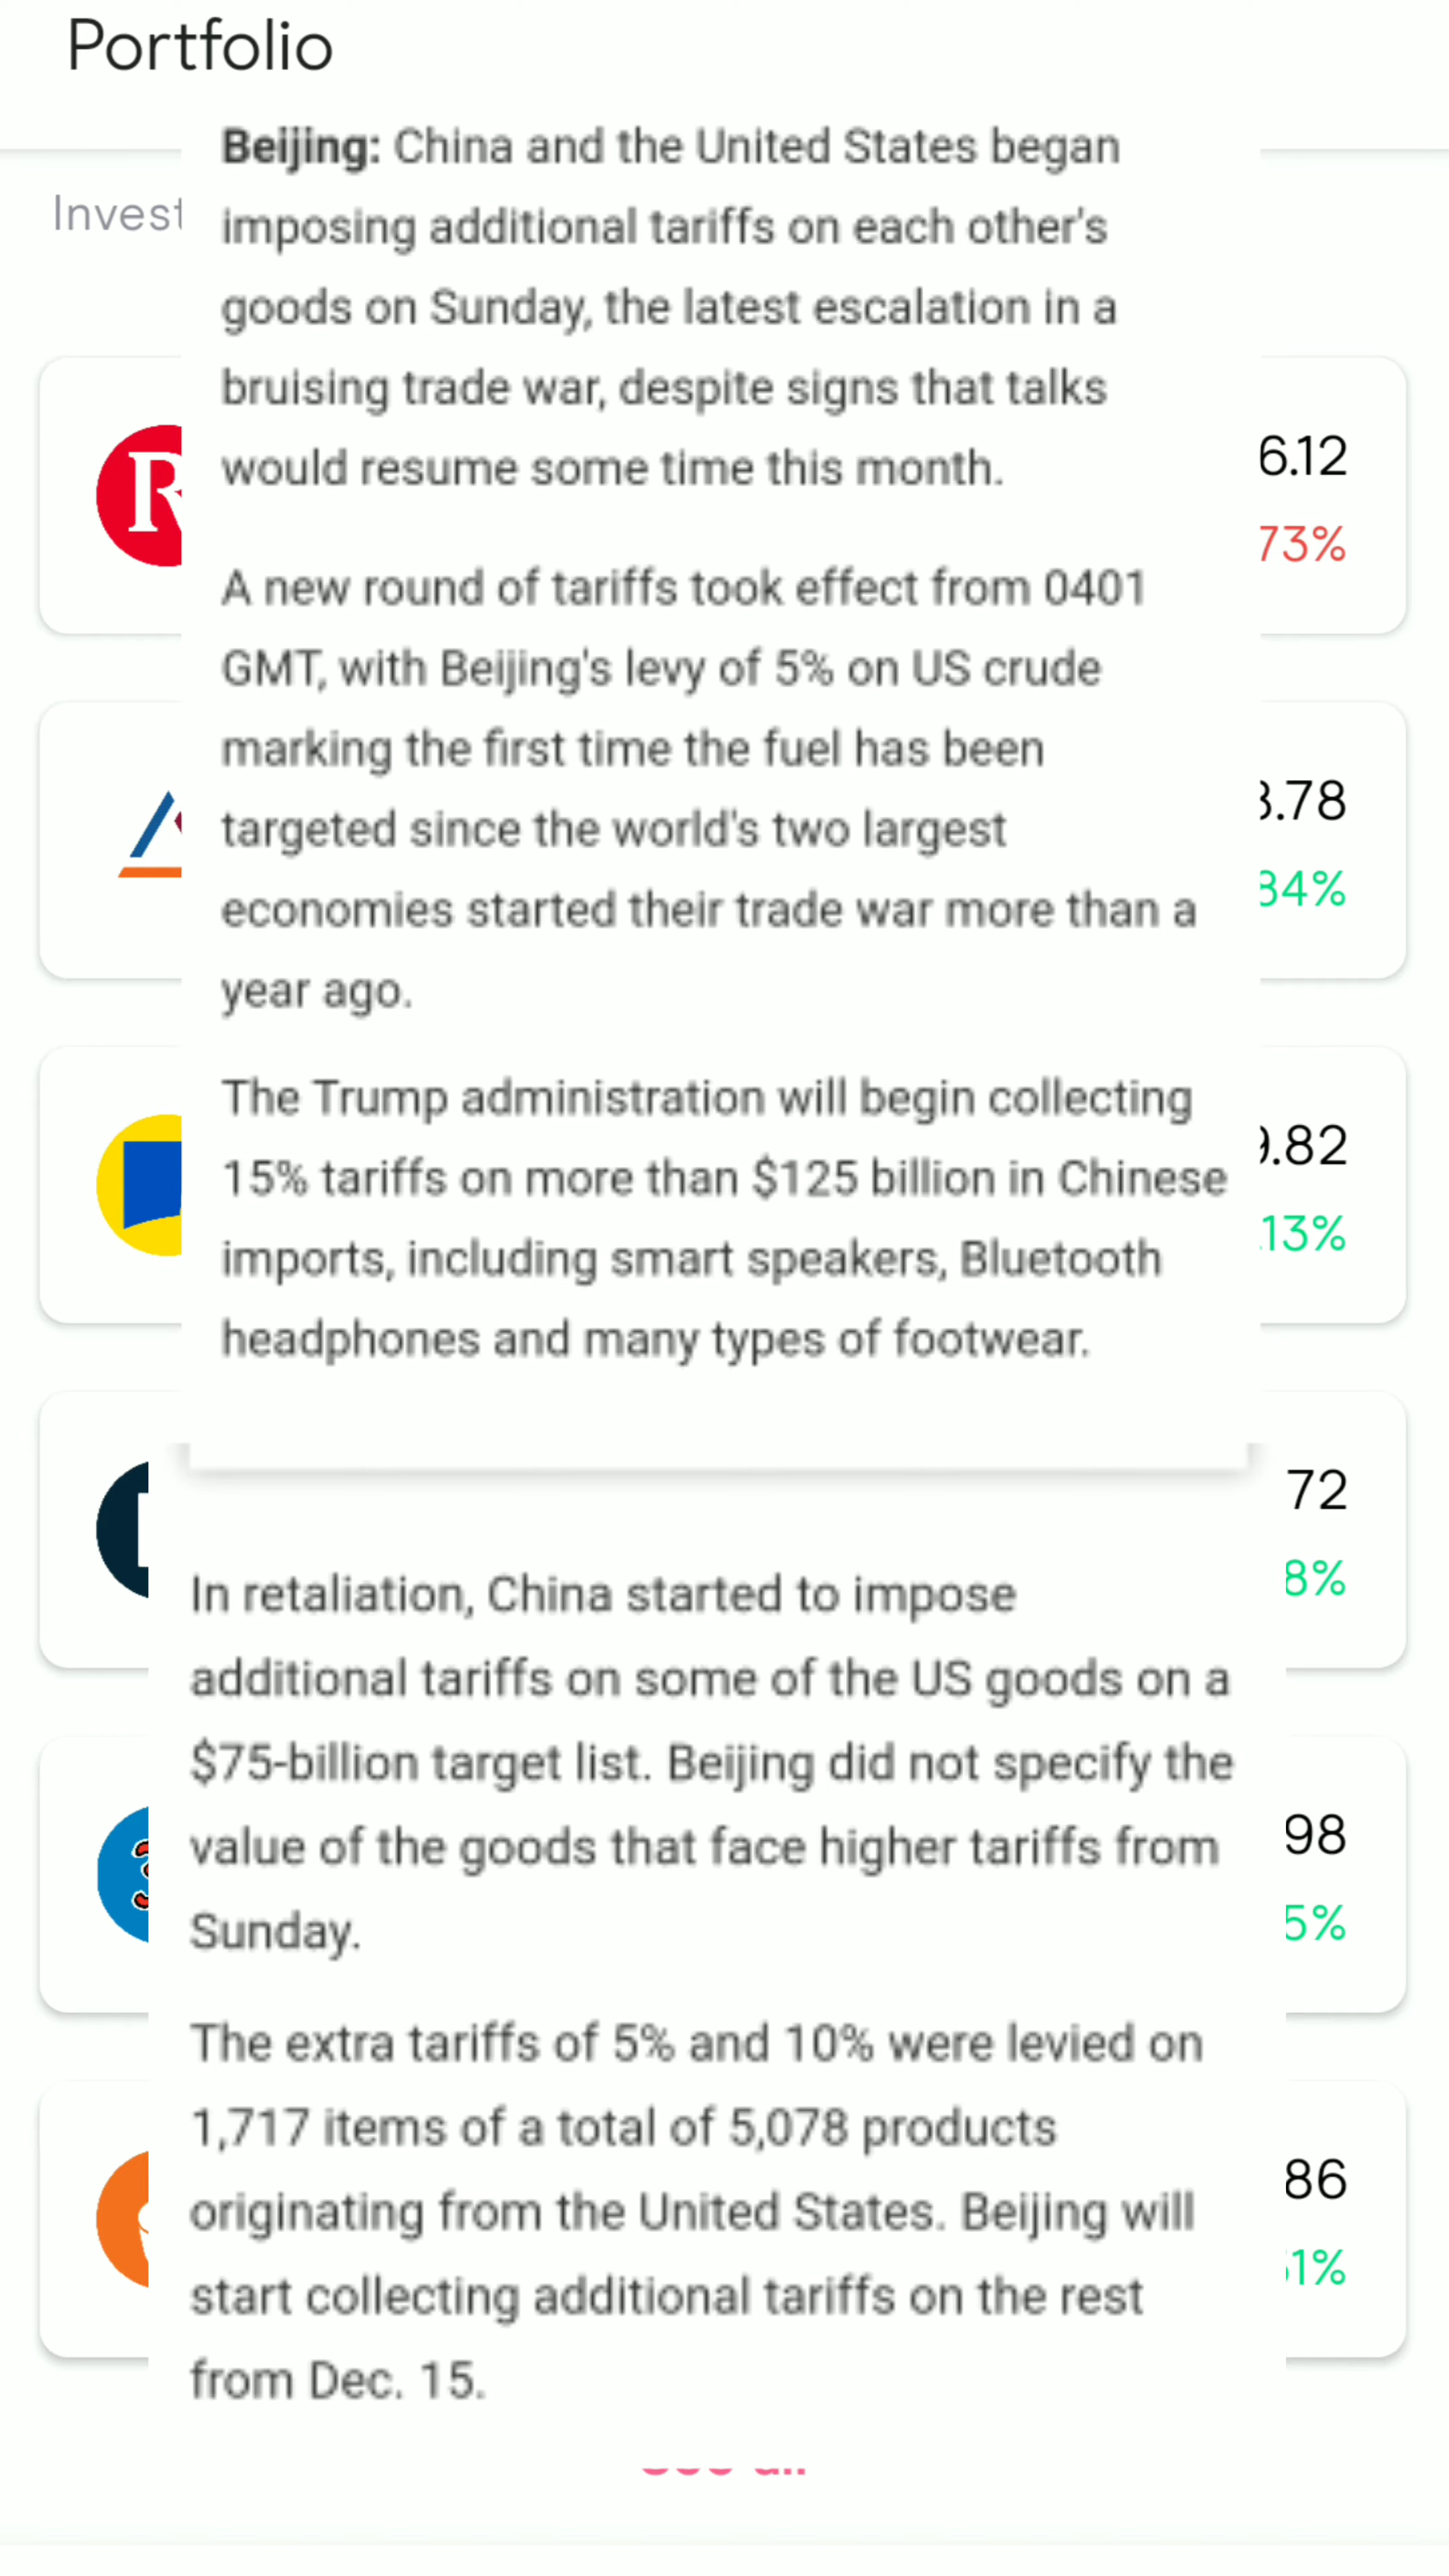 Portfolio
Beijing: China and the United States began
Invest
imposing additional tariffs on each other's
goods on Sunday, the latest escalation in a
bruising trade war, despite signs that talks
would resume some time this month.
6.12
73%
R
A new round of tariffs took effect from 0401
GMT, with Beijing's levy of 5% on US crude
marking the first time the fuel has been
targeted since the world's two largest
economies started their trade war more than a
year ago.
.78
84%
The Trump administration will begin collecting
15% tariffs on more than $125 billion in Chinese
imports, including smart speakers, Bluetooth
headphones and many types of footwear.
.82
.13%
72
8%
In retaliation, China started to impose
additional tariffs on some of the US goods on a
$75-billion target list. Beijing did not specify the
value of the goods that face higher tariffs from
Sunday.
98
5%
The extra tariffs of 5% and 10% were levied on
1,717 items of a total of 5,078 products
originating from the United States. Beijing will
start collecting additional tariffs on the rest
from Dec. 15.
86
1%